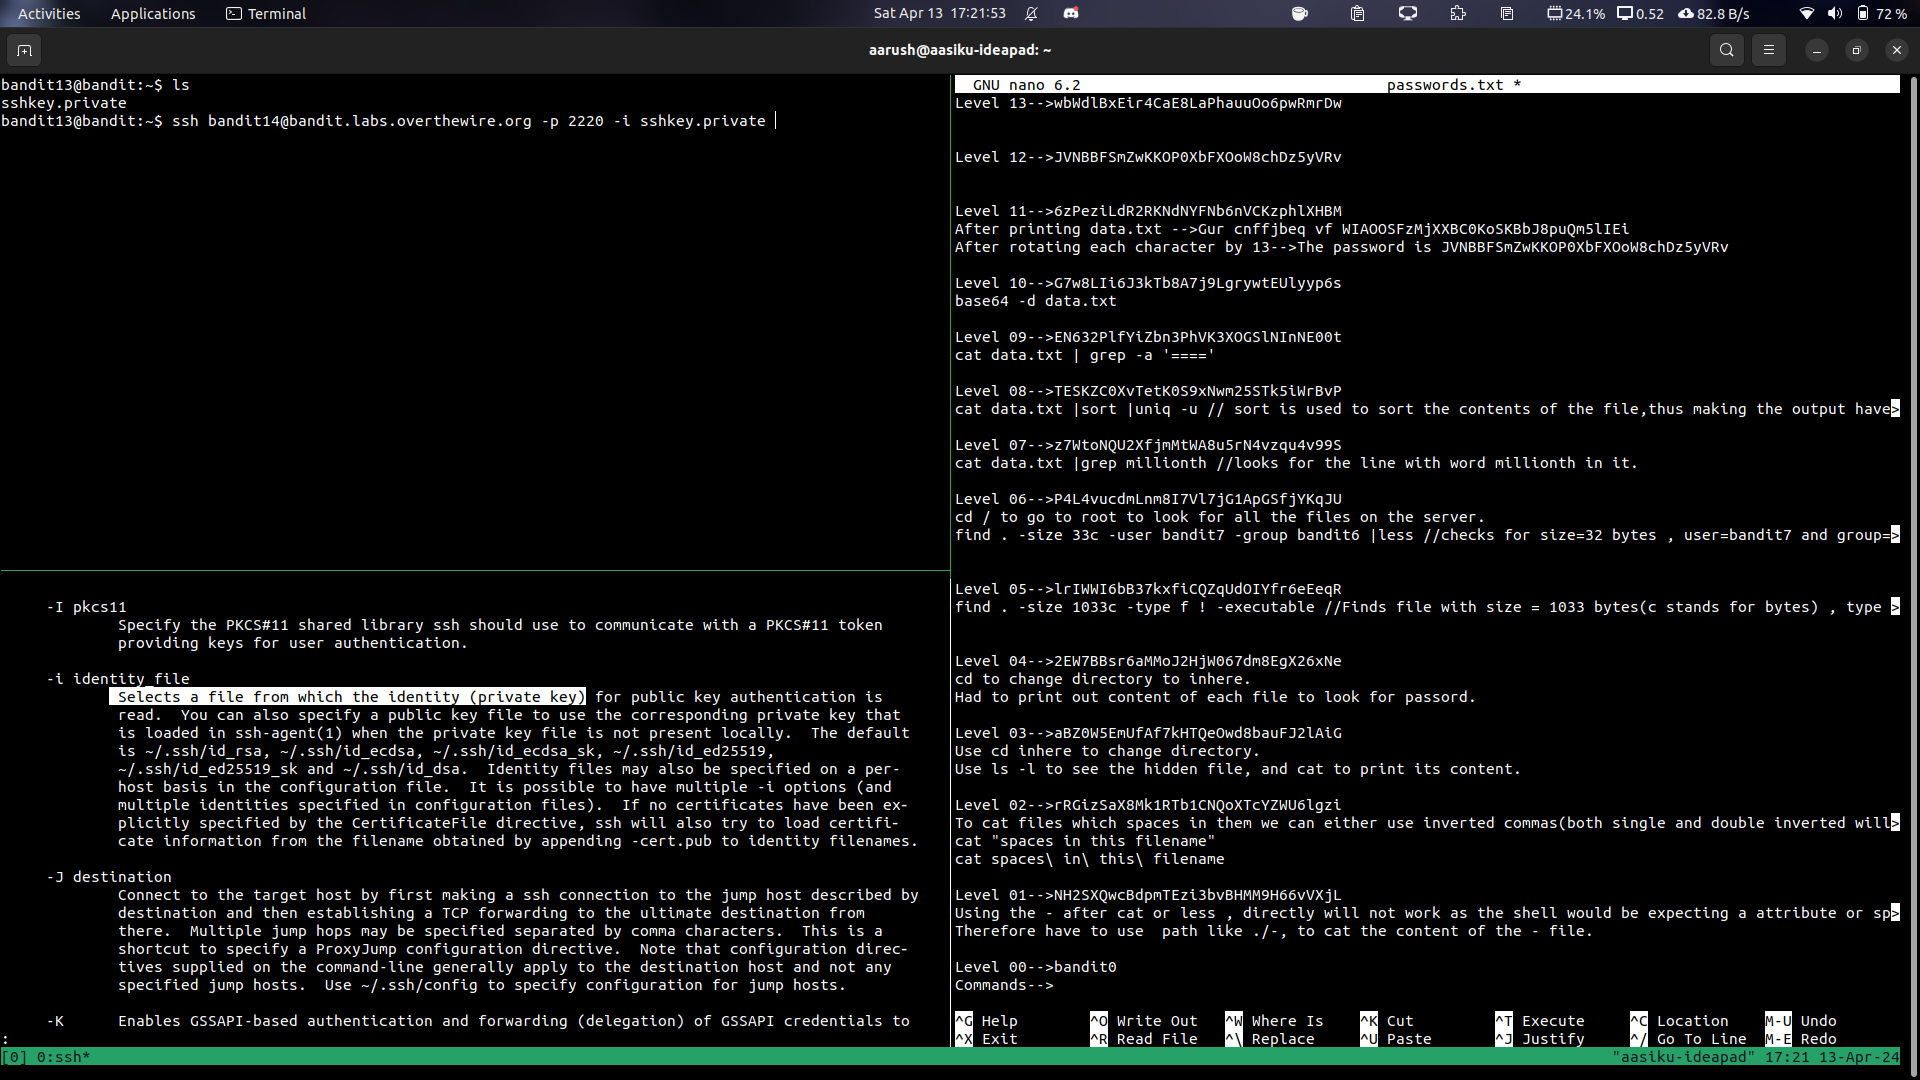 Activities Applications Terminal Sat Apr 13 17:21:53 24.1% 0.52 82.8 B/s 72 %
aarush@aasiku-ideapad: ~
bandit13@bandit:~$ ls
sshkey.private
bandit13@bandit:~$ ssh bandit14@bandit.labs.overthewire.org -p 2220 -i sshkey.private
-I pkcs11
Specify the PKCS#11 shared library ssh should use to communicate with a PKCS#11 token
providing keys for user authentication.
-i identity_file
Selects a file from which the identity (private key) for public key authentication is
read.  You can also specify a public key file to use the corresponding private key that
is loaded in ssh-agent(1) when the private key file is not present locally.  The default
is ~/.ssh/id_rsa, ~/.ssh/id_ecdsa, ~/.ssh/id_ecdsa_sk, ~/.ssh/id_ed25519,
~/.ssh/id_ed25519_sk and ~/.ssh/id_dsa.  Identity files may also be specified on a per-
host basis in the configuration file.  It is possible to have multiple -i options (and
multiple identities specified in configuration files).  If no certificates have been ex-
plicitly specified by the CertificateFile directive, ssh will also try to load certifi-
cate information from the filename obtained by appending -cert.pub to identity filenames.
-J destination
Connect to the target host by first making a ssh connection to the jump host described by
destination and then establishing a TCP forwarding to the ultimate destination from
there.  Multiple jump hops may be specified separated by comma characters.  This is a
shortcut to specify a ProxyJump configuration directive.  Note that configuration direc-
tives supplied on the command-line generally apply to the destination host and not any
specified jump hosts.  Use ~/.ssh/config to specify configuration for jump hosts.
-K      Enables GSSAPI-based authentication and forwarding (delegation) of GSSAPI credentials to
:
GNU nano 6.2 passwords.txt *
Level 13-->wbWdlBxEir4CaE8LaPhauuOo6pwRmrDw
Level 12-->JVNBBFSmZwKKOP0XbFXOoW8chDz5yVRv
Level 11-->6zPeziLdR2RKNdNYFNb6nVCKzphlXHBM
After printing data.txt -->Gur cnffjbeq vf WIAOOSFzMjXXBC0KoSKBbJ8puQm5lIEi
After rotating each character by 13-->The password is JVNBBFSmZwKKOP0XbFXOoW8chDz5yVRv
Level 10-->G7w8LIi6J3kTb8A7j9LgrywtEUlyyp6s
base64 -d data.txt
Level 09-->EN632PlfYiZbn3PhVK3XOGSlNInNE00t
cat data.txt | grep -a '===='
Level 08-->TESKZC0XvTetK0S9xNwm25STk5iWrBvP
cat data.txt |sort |uniq -u // sort is used to sort the contents of the file,thus making the output have>
Level 07-->z7WtoNQU2XfjmMtWA8u5rN4vzqu4v99S
cat data.txt |grep millionth //looks for the line with word millionth in it.
Level 06-->P4L4vucdmLnm8I7Vl7jG1ApGSfjYKqJU
cd / to go to root to look for all the files on the server.
find . -size 33c -user bandit7 -group bandit6 |less //checks for size=32 bytes , user=bandit7 and group=>
Level 05-->lrIWWI6bB37kxfiCQZqUdOIYfr6eEeqR
find . -size 1033c -type f ! -executable //Finds file with size = 1033 bytes(c stands for bytes) , type >
Level 04-->2EW7BBsr6aMMoJ2HjW067dm8EgX26xNe
cd to change directory to inhere.
Had to print out content of each file to look for passord.
Level 03-->aBZ0W5EmUfAf7kHTQeOwd8bauFJ2lAiG
Use cd inhere to change directory.
Use ls -l to see the hidden file, and cat to print its content.
Level 02-->rRGizSaX8Mk1RTb1CNQoXTcYZWU6lgzi
To cat files which spaces in them we can either use inverted commas(both single and double inverted will>
cat "spaces in this filename"
cat spaces\ in\ this\ filename
Level 01-->NH2SXQwcBdpmTEzi3bvBHMM9H66vVXjL
Using the - after cat or less , directly will not work as the shell would be expecting a attribute or sp>
Therefore have to use  path like ./-, to cat the content of the - file.
Level 00-->bandit0
Commands-->
^G Help ^O Write Out ^W Where Is ^K Cut ^T Execute ^C Location M-U Undo
^X Exit ^R Read File ^\ Replace ^U Paste ^J Justify ^/ Go To Line M-E Redo
[0] 0:ssh* "aasiku-ideapad" 17:21 13-Apr-24